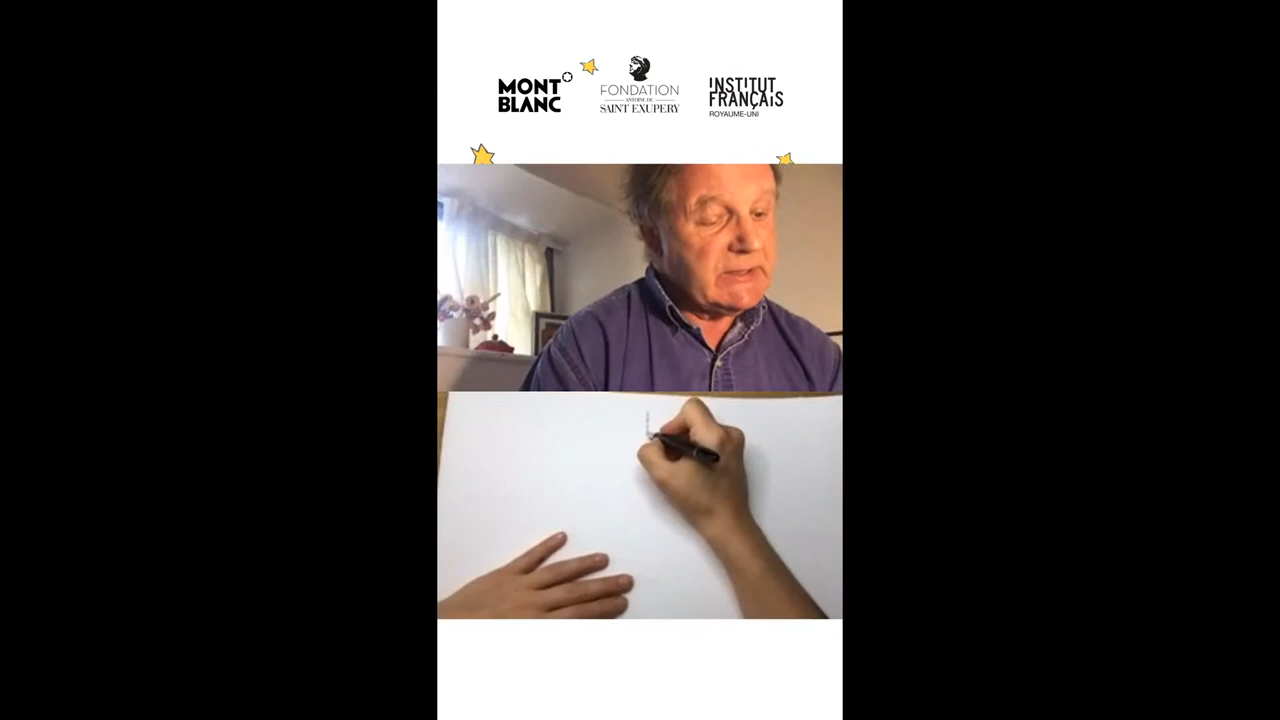 MONT
BLANC
FONDATION
ANTOINE DE
SAINT EXUPERY
INSTITUT
FRANÇAIS
ROYAUME-UNI